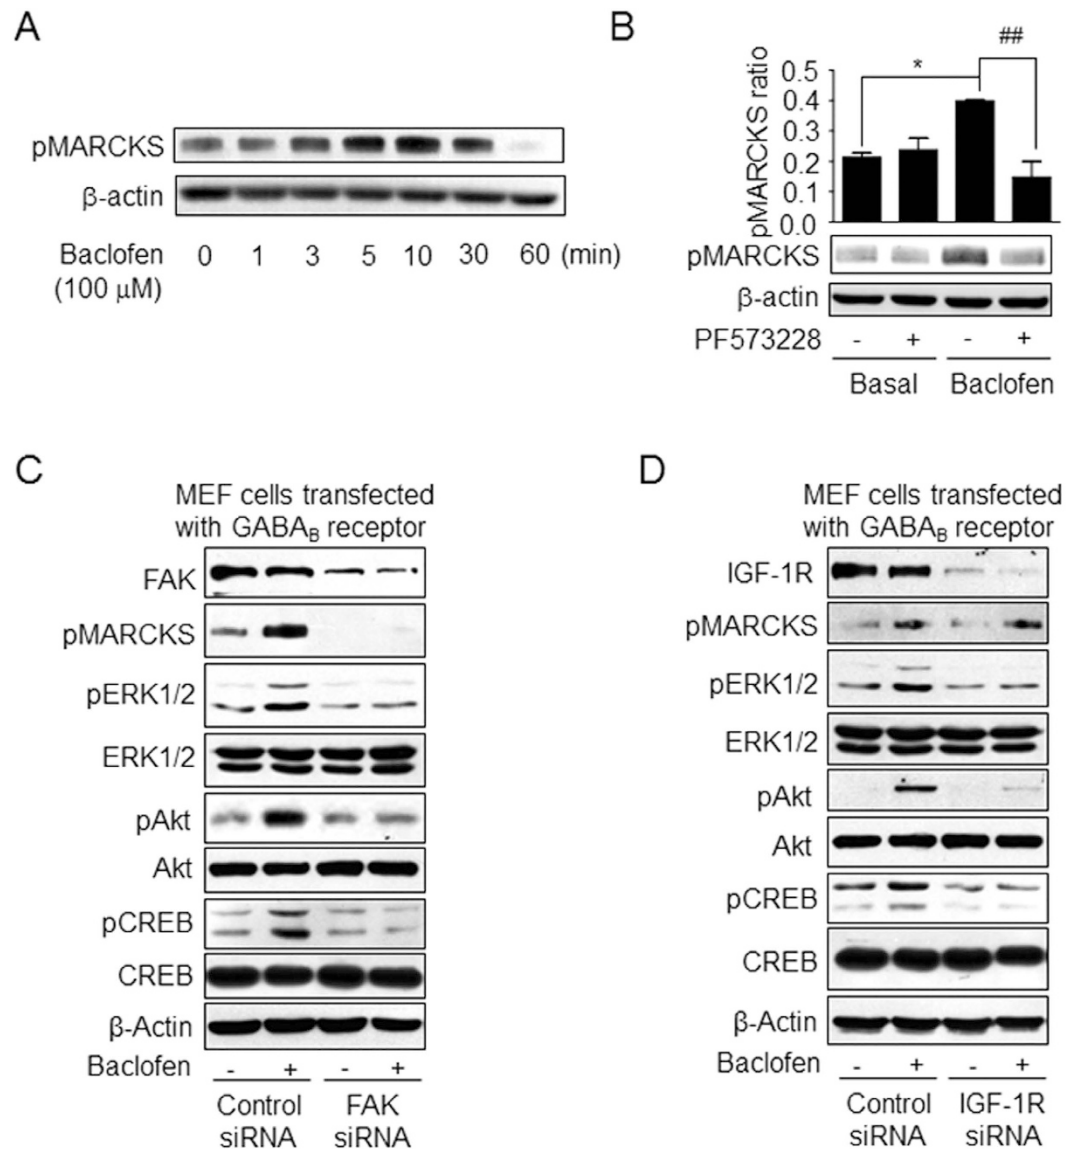 A
pMARCKS
β-actin
Baclofen 0 1 3 5 10 30 60 (min)
(100 μM)
B
##
*
pMARCKS ratio
0.5
0.4
0.3
0.2
0.1
0.0
pMARCKS
β-actin
PF573228 - + - +
Basal Baclofen
C
MEF cells transfected
with GABAB receptor
FAK
pMARCKS
pERK1/2
ERK1/2
pAkt
Akt
pCREB
CREB
β-Actin
Baclofen - + - +
Control FAK
siRNA siRNA
D
MEF cells transfected
with GABAB receptor
IGF-1R
pMARCKS
pERK1/2
ERK1/2
pAkt
Akt
pCREB
CREB
β-Actin
Baclofen - + - +
Control IGF-1R
siRNA siRNA